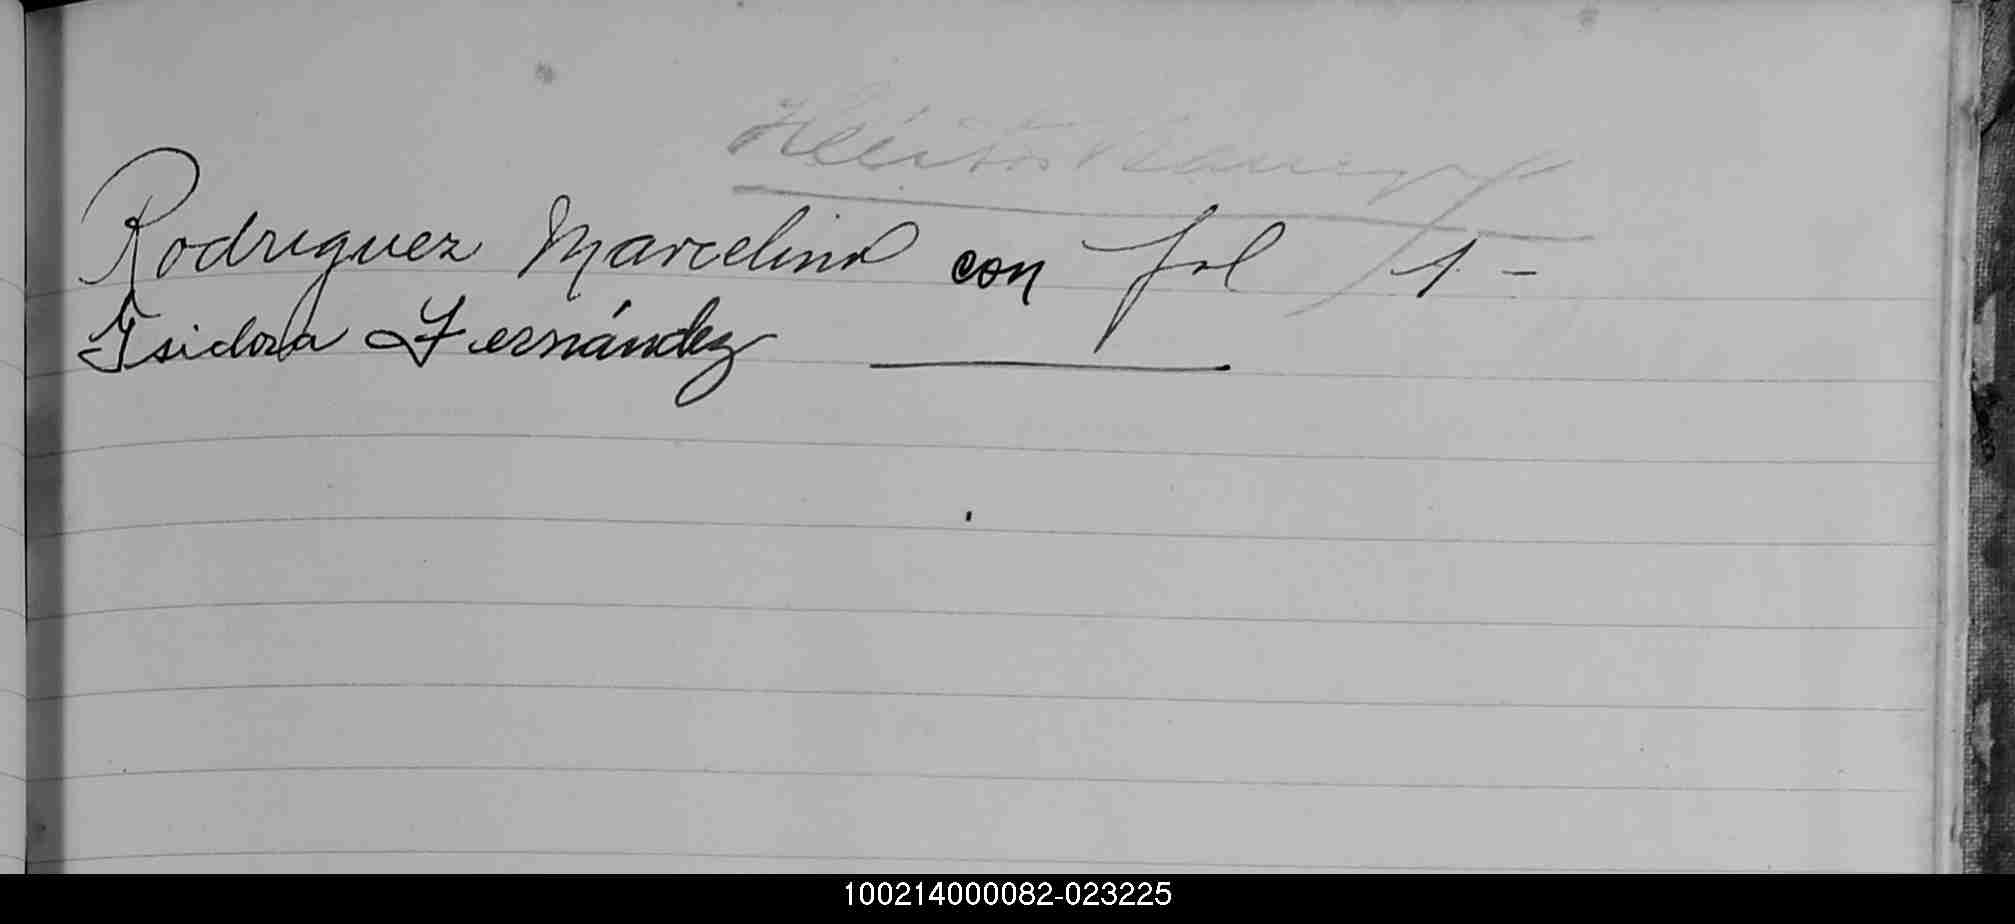 Rodriguez Marcelino con fol 1-
Isidora Fernández
100214000082-023225